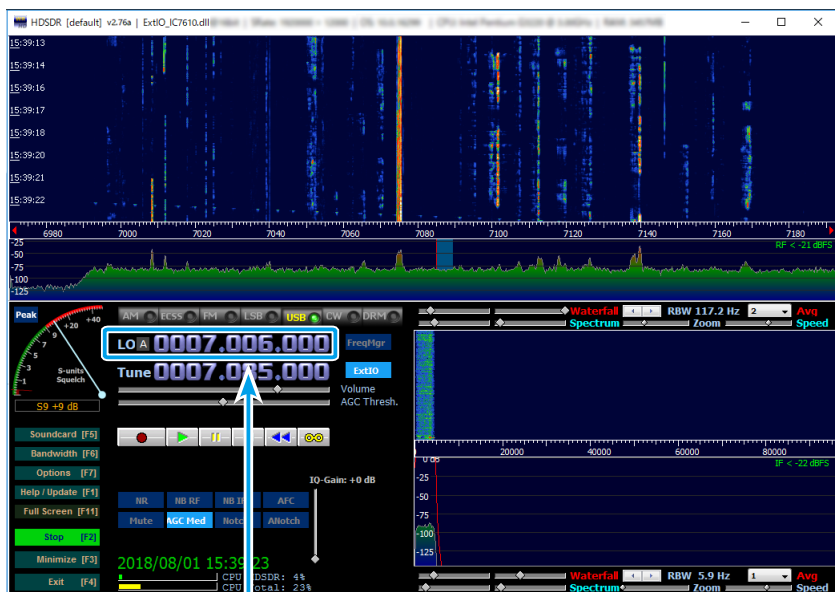 HDSDR [default] v2.76a | ExtIO_IC7610.dll
15:39:13
15:39:14
15:39:16
15:39:17
15:39:18
15:39:20
15:39:21
15:39:22
6980 7000 7020 7040 7060 7080 7100 7120 7140 7160 7180
-25 RF < -21 dBFS
-50
-75
-100
-125
Peak
1 3 5 7 9 +20 +40
S-units
Squelch
S9 +9 dB
AM ECSS FM LSB USB CW DRM
LO A 0007.006.000 FreqMgr
Tune 0007.085.000 ExtIO
Volume
AGC Thresh.
Soundcard [F5]
Bandwidth [F6]
Options [F7]
Help / Update [F1]
Full Screen [F11]
Stop [F2]
Minimize [F3]
Exit [F4]
IQ-Gain: +0 dB
NR NB RF NB IF AFC
Mute AGC Med Notch ANotch
2018/08/01 15:39:23
CPU HDSDR: 4%
CPU Total: 23%
Waterfall RBW 117.2 Hz 2 Avg
Spectrum Zoom Speed
20000 40000 60000 80000
0 dB IF < -22 dBFS
-25
-50
-75
-100
-125
Waterfall RBW 5.9 Hz 1 Avg
Spectrum Zoom Speed